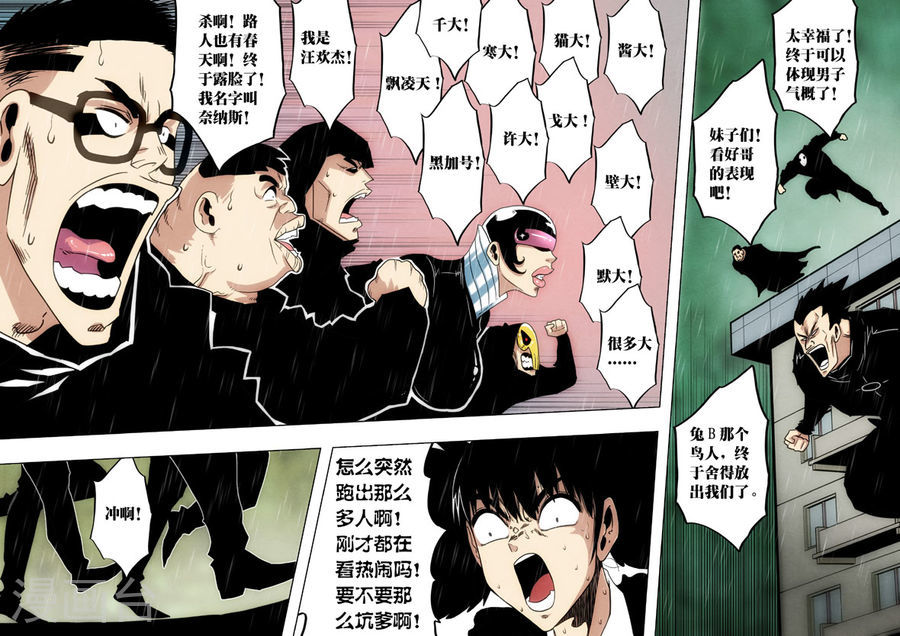 太幸福了！
终于可以
体现男子
气概了！
妹子们！
看好哥
的表现
吧！
兔B那个
鸟人，终
于舍得放
出我们了。
杀啊！路
人也有春
天啊！终
于露脸了！
我名字叫
奈纳斯！
我是
汪欢杰！
飘凌天！
千大！
寒大！
猫大！
酱大！
黑加号！
许大！
戈大！
壁大！
默大！
很多大
……
冲啊！
怎么突然
跑出那么
多人啊！
刚才都在
看热闹吗！
要不要那
么坑爹啊！
漫画台